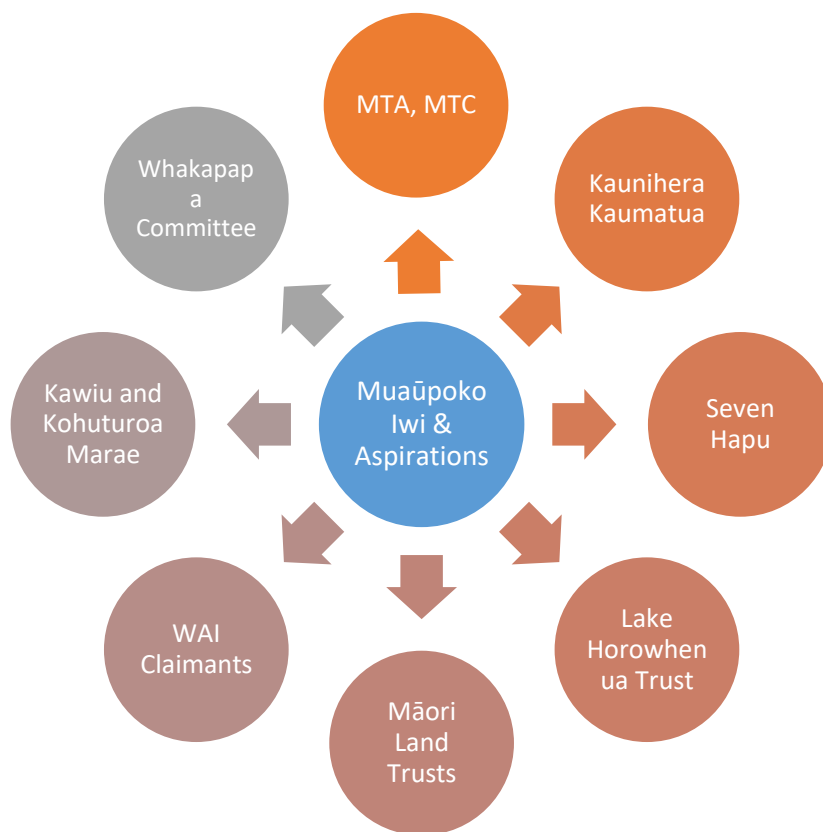 MTA, MTC
Kaunihera
Kaumatua
Seven
Hapu
Lake
Horowhen
ua Trust
Māori
Land
Trusts
WAI
Claimants
Kawiu and
Kohuturoa
Marae
Whakapap
a
Committee
Muaūpoko
Iwi &
Aspirations